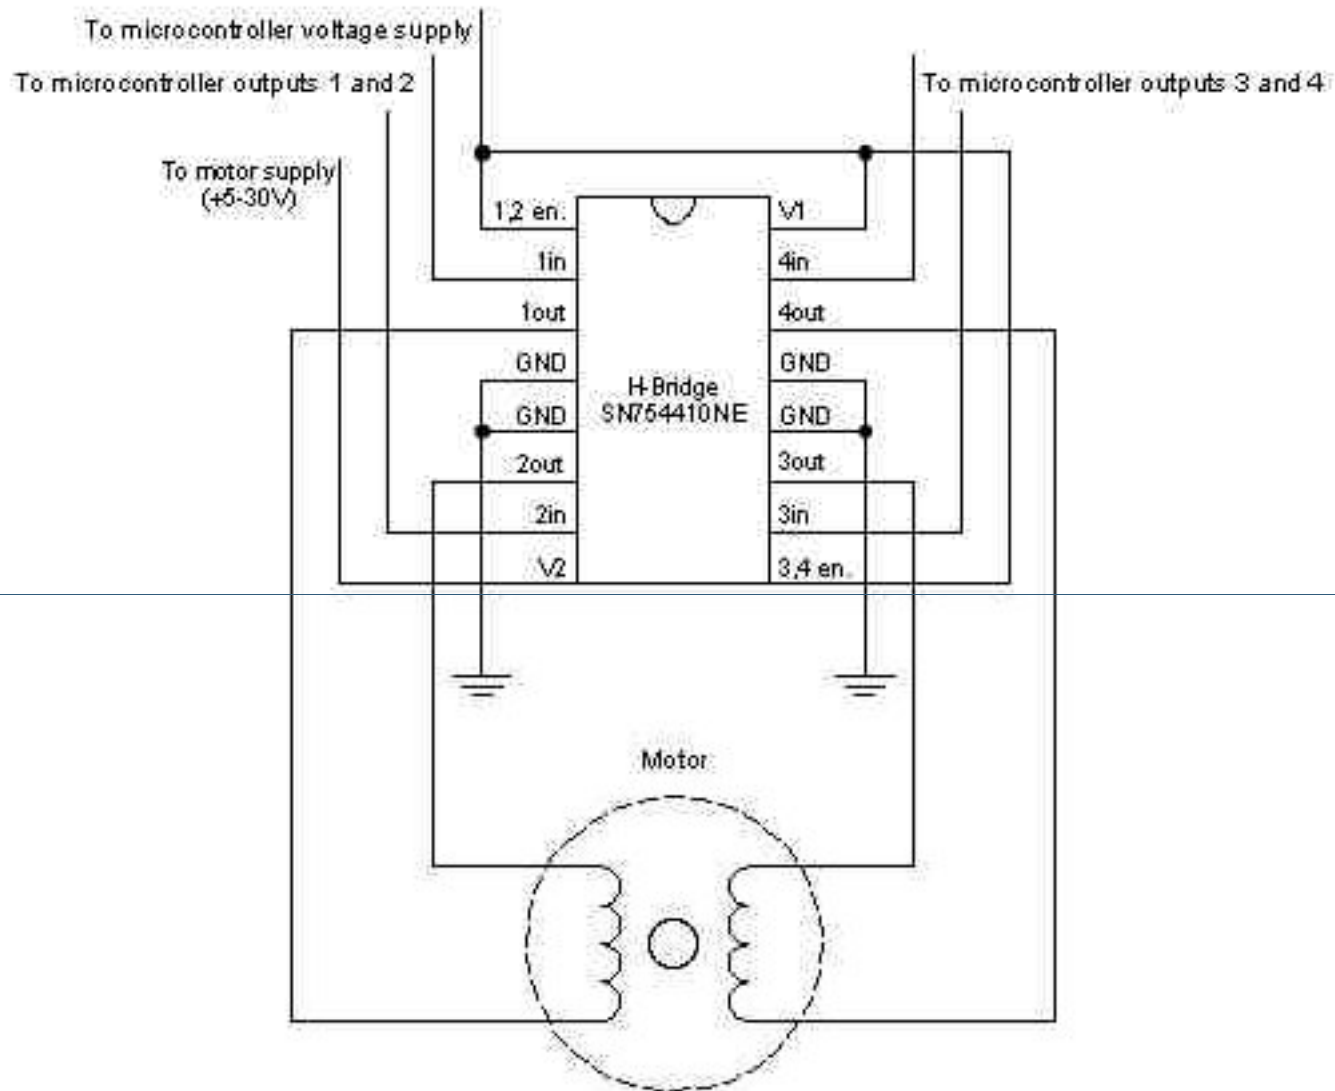 To microcontroller voltage supply
To microcontroller outputs 1 and 2
To microcontroller outputs 3 and 4
To motor supply
(+5-30V)
1,2 en.
V1
1in
4in
1out
4out
GND
GND
H-Bridge
SN754410NE
GND
GND
2out
3out
2in
3in
V2
3,4 en.
Motor